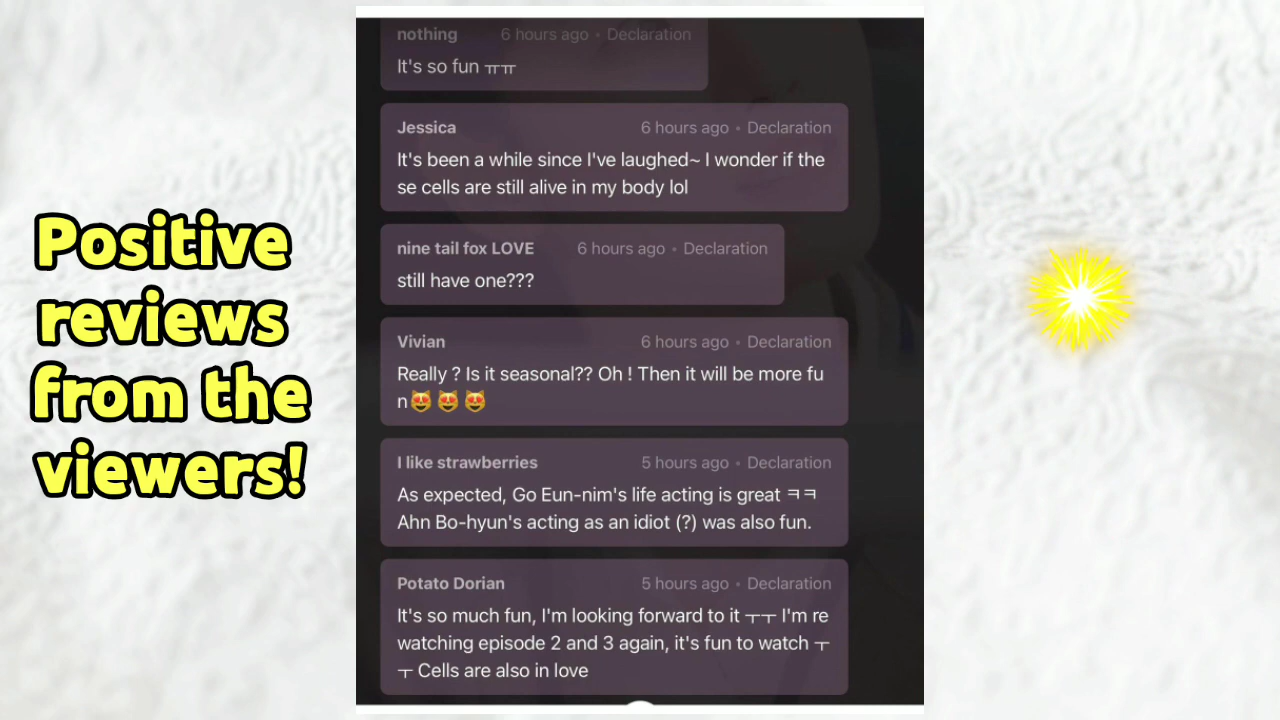 Positive
reviews
from the
viewers!
nothing 6 hours ago • Declaration
It's so fun ㅠㅠ
Jessica 6 hours ago • Declaration
It's been a while since I've laughed~ I wonder if the
se cells are still alive in my body lol
nine tail fox LOVE 6 hours ago • Declaration
still have one???
Vivian 6 hours ago • Declaration
Really ? Is it seasonal?? Oh ! Then it will be more fu
n😻 😻 😻
I like strawberries 5 hours ago • Declaration
As expected, Go Eun-nim's life acting is great ㅋㅋ
Ahn Bo-hyun's acting as an idiot (?) was also fun.
Potato Dorian 5 hours ago • Declaration
It's so much fun, I'm looking forward to it ㅜㅜ I'm re
watching episode 2 and 3 again, it's fun to watch ㅜ
ㅜ Cells are also in love